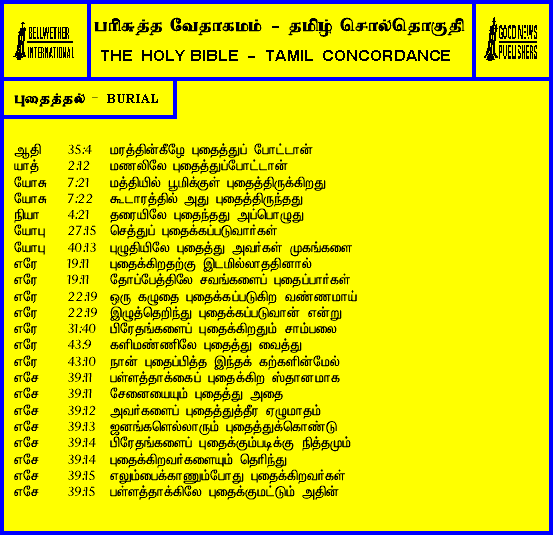 BELLWETHER
INTERNATIONAL
பரிசுத்த வேதாகமம் - தமிழ் சொல்தொகுதி
THE HOLY BIBLE - TAMIL CONCORDANCE
GOOD NEWS
PUBLISHERS
புதைத்தல் - BURIAL
ஆதி 35:4 மரத்தின்கீழே புதைத்துப் போட்டான்
யாத் 2:12 மணலிலே புதைத்துப்போட்டான்
யோசு 7:21 மத்தியில் பூமிக்குள் புதைத்திருக்கிறது
யோசு 7:22 கூடாரத்தில் அது புதைத்திருந்தது
நியா 4:21 தரையிலே புதைந்தது அப்பொழுது
யோபு 27:15 செத்துப் புதைக்கப்படுவார்கள்
யோபு 40:13 புழுதியிலே புதைத்து அவர்கள் முகங்களை
எரே 19:11 புதைக்கிறதற்கு இடமில்லாததினால்
எரே 19:11 தோப்பேத்திலே சவங்களைப் புதைப்பார்கள்
எரே 22:19 ஒரு கழுதை புதைக்கப்படுகிற வண்ணமாய்
எரே 22:19 இழுத்தெறிந்து புதைக்கப்படுவான் என்று
எரே 31:40 பிரேதங்களைப் புதைக்கிறதும் சாம்பலை
எரே 43:9 களிமண்ணிலே புதைத்து வைத்து
எரே 43:10 நான் புதைப்பித்த இந்தக் கற்களின்மேல்
எசே 39:11 பள்ளத்தாக்கைப் புதைக்கிற ஸ்தானமாக
எசே 39:11 சேனையையும் புதைத்து அதை
எசே 39:12 அவர்களைப் புதைத்துத்தீர ஏழுமாதம்
எசே 39:13 ஜனங்களெல்லாரும் புதைத்துக்கொண்டு
எசே 39:14 பிரேதங்களைப் புதைக்கும்படிக்கு நித்தமும்
எசே 39:14 புதைக்கிறவர்களையும் தெரிந்து
எசே 39:15 எலும்பைக்காணும்போது புதைக்கிறவர்கள்
எசே 39:15 பள்ளத்தாக்கிலே புதைக்குமட்டும் அதின்